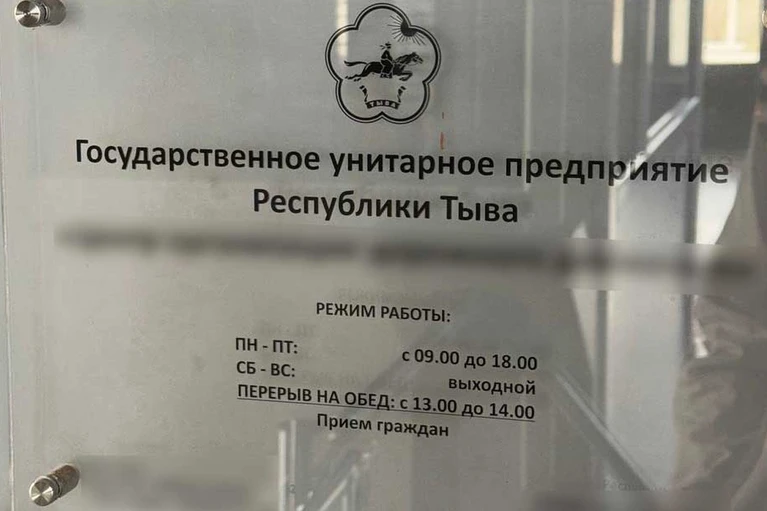 ТЫВА
Государственное унитарное предприятие
Республики Тыва
РЕЖИМ РАБОТЫ:
ПН - ПТ: с 09.00 до 18.00
СБ - ВС: выходной
ПЕРЕРЫВ НА ОБЕД: с 13.00 до 14.00
Прием граждан